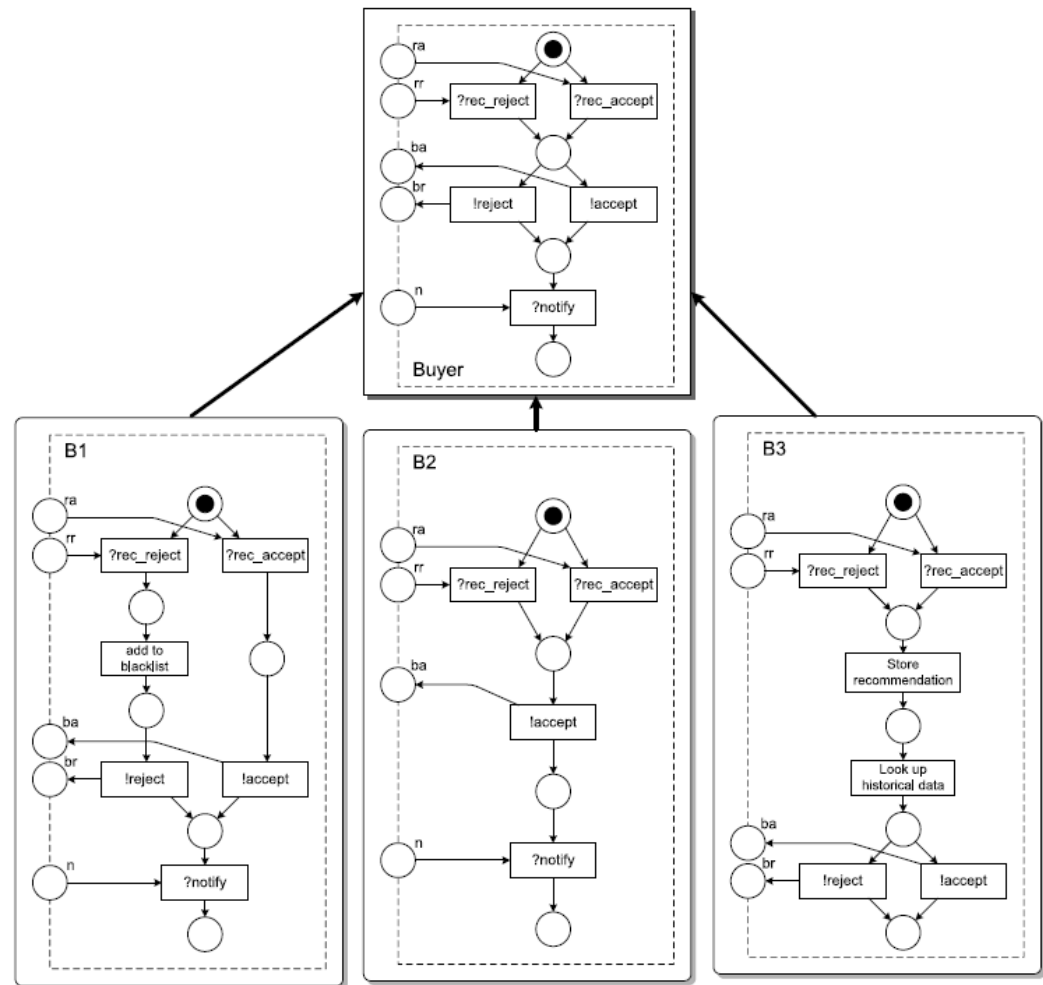 ra
rr
?rec_reject
?rec_accept
ba
br
!reject
!accept
n
?notify
Buyer
B1
ra
rr
?rec_reject
?rec_accept
add to
blacklist
ba
br
!reject
!accept
n
?notify
B2
ra
rr
?rec_reject
?rec_accept
ba
!accept
n
?notify
B3
ra
rr
?rec_reject
?rec_accept
Store
recommendation
Look up
historical data
ba
br
!reject
!accept